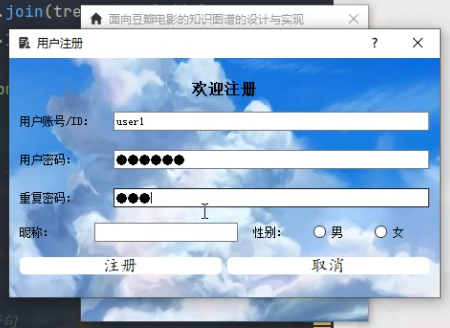 .join(tre
面向豆瓣电影的知识图谱的设计与实现
用户注册
欢迎注册
用户账号/ID: user1
用户密码: ●●●●●●
重复密码: ●●●
昵称: 性别: 男 女
注册 取消